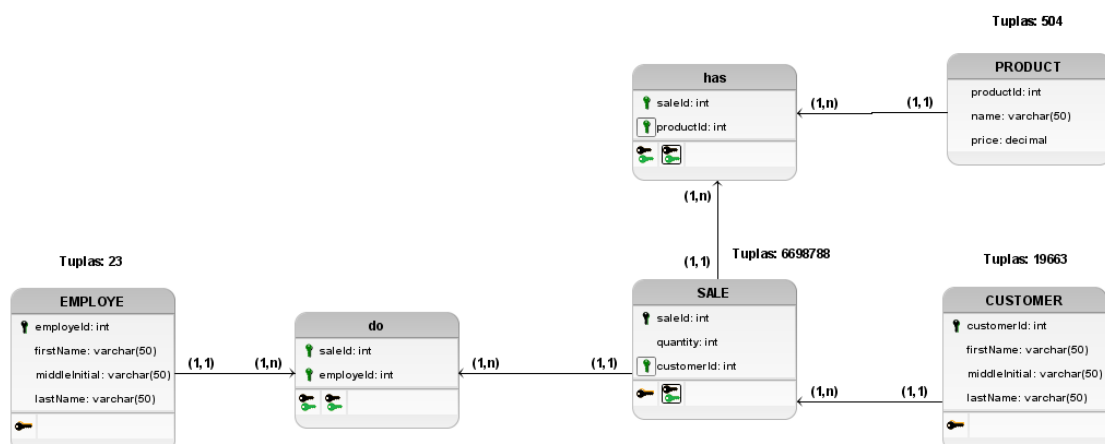 Tuplas: 504
PRODUCT
productId: int
name: varchar(50)
price: decimal
has
saleId: int
productId: int
(1,n)
(1,1)
(1,n)
(1,1)
Tuplas: 6698788
Tuplas: 23
EMPLOYE
employeId: int
firstName: varchar(50)
middleInitial: varchar(50)
lastName: varchar(50)
(1,1)
(1,n)
do
saleId: int
employeId: int
(1,n)
(1,1)
SALE
saleId: int
quantity: int
customerId: int
(1,n)
(1,1)
Tuplas: 19663
CUSTOMER
customerId: int
firstName: varchar(50)
middleInitial: varchar(50)
lastName: varchar(50)